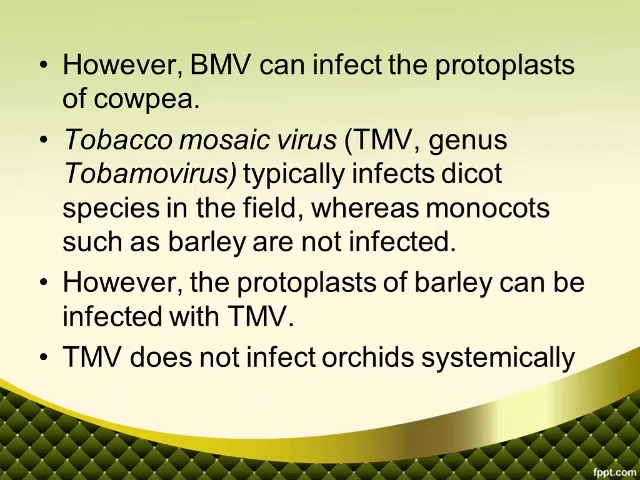 • However, BMV can infect the protoplasts
of cowpea.
• Tobacco mosaic virus (TMV, genus
Tobamovirus) typically infects dicot
species in the field, whereas monocots
such as barley are not infected.
• However, the protoplasts of barley can be
infected with TMV.
• TMV does not infect orchids systemically
fppt.com